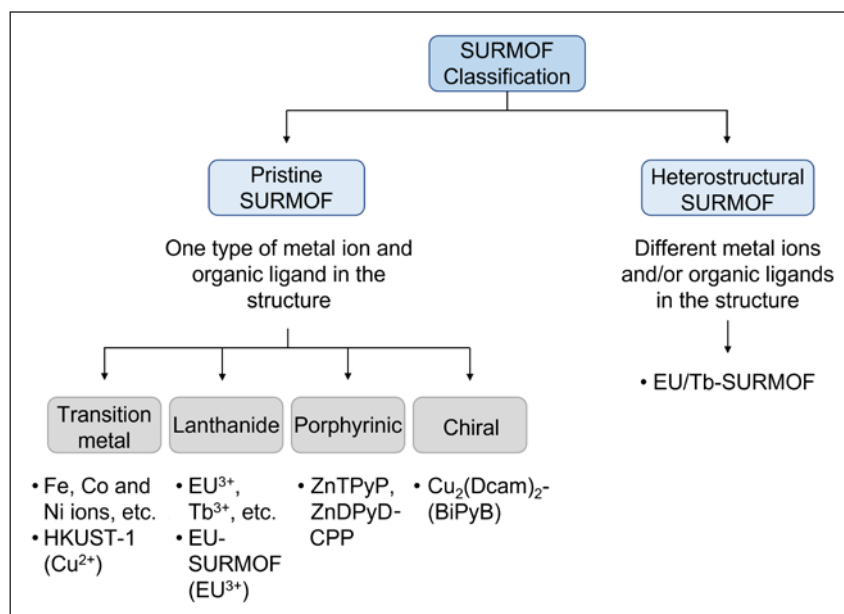 SURMOF
Classification
Pristine
SURMOF
One type of metal ion and
organic ligand in the
structure
Transition
metal
• Fe, Co and
Ni ions, etc.
• HKUST-1
(Cu²⁺)
Lanthanide
• EU³⁺,
Tb³⁺, etc.
• EU-
SURMOF
(EU³⁺)
Porphyrinic
• ZnTPyP,
ZnDPyD-
CPP
Chiral
• Cu₂(Dcam)₂-
(BiPyB)
Heterostructural
SURMOF
Different metal ions
and/or organic ligands
in the structure
• EU/Tb-SURMOF